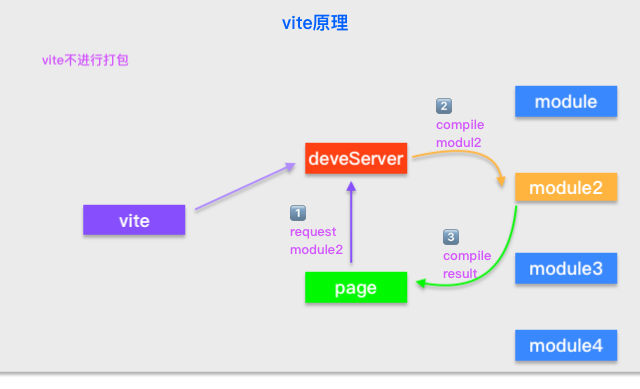 vite原理
vite不进行打包
2
compile
modul2
module
deveServer
module2
vite
1
request
module2
3
compile
result
module3
page
module4